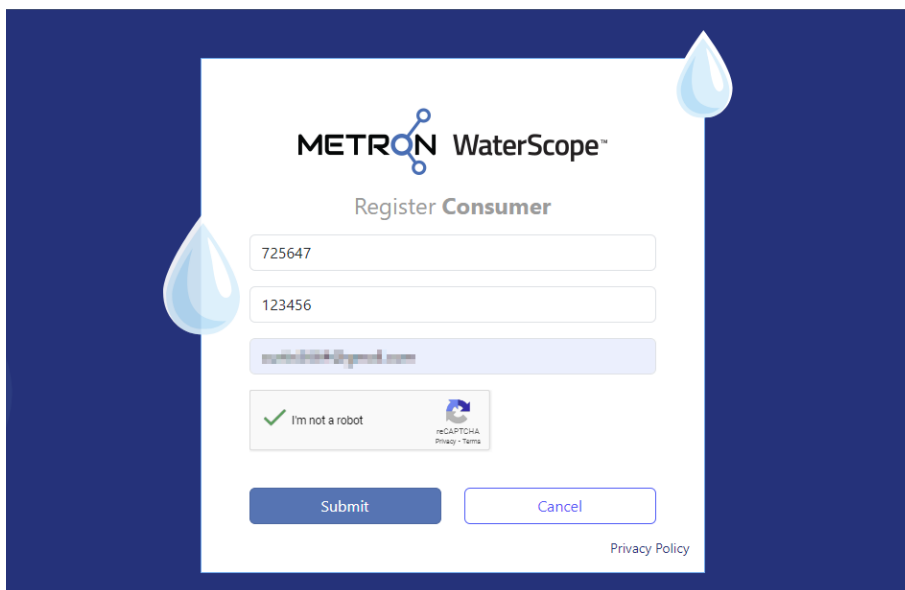 METRON WaterScope™
Register Consumer
725647
123456
I'm not a robot
reCAPTCHA
Privacy - Terms
Submit
Cancel
Privacy Policy